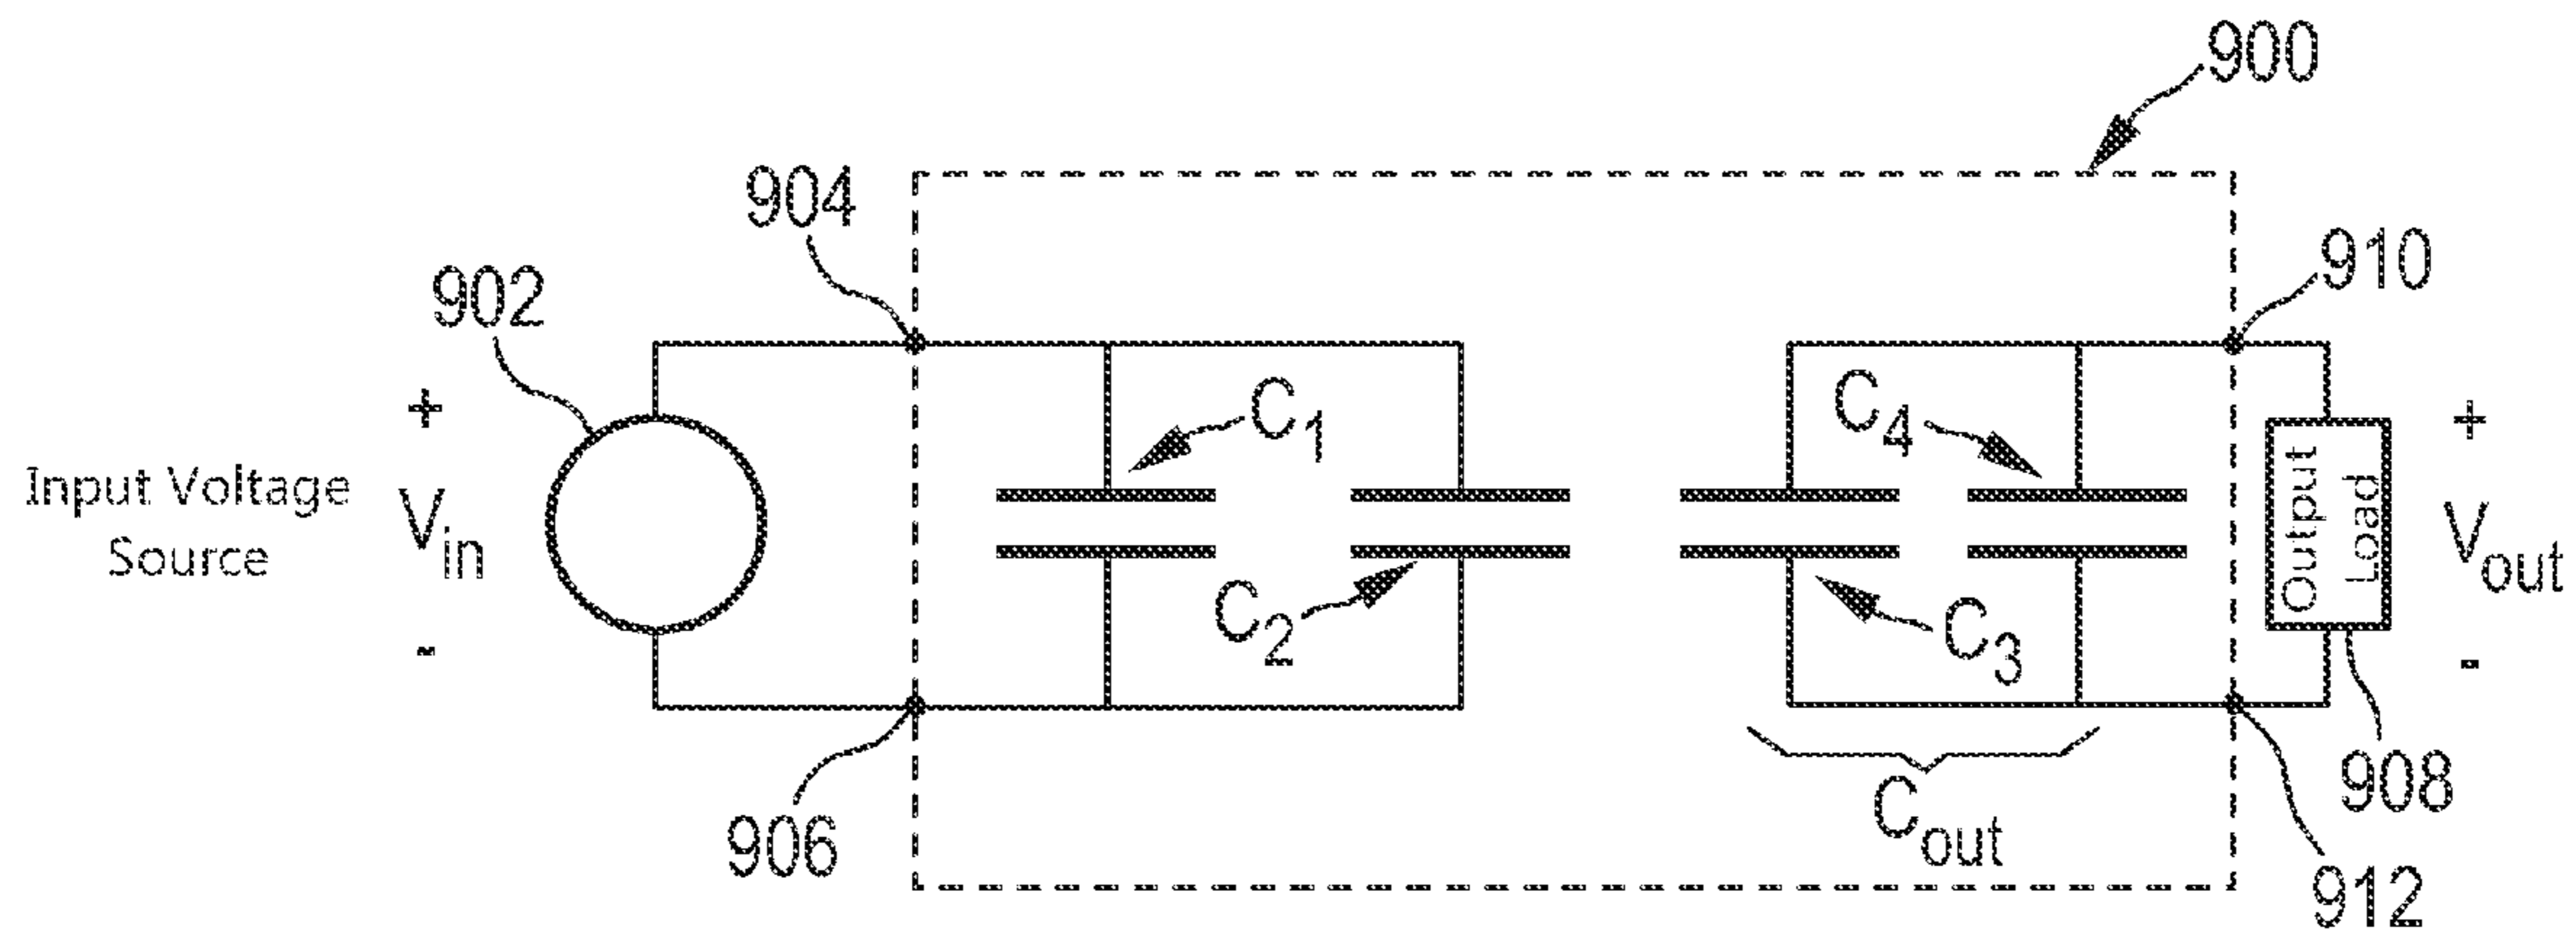 900
904
910
902
+
C1
C4
+
Input Voltage
Source
Vin
Output
Load
Vout
C2
C3
-
-
Cout
908
906
912